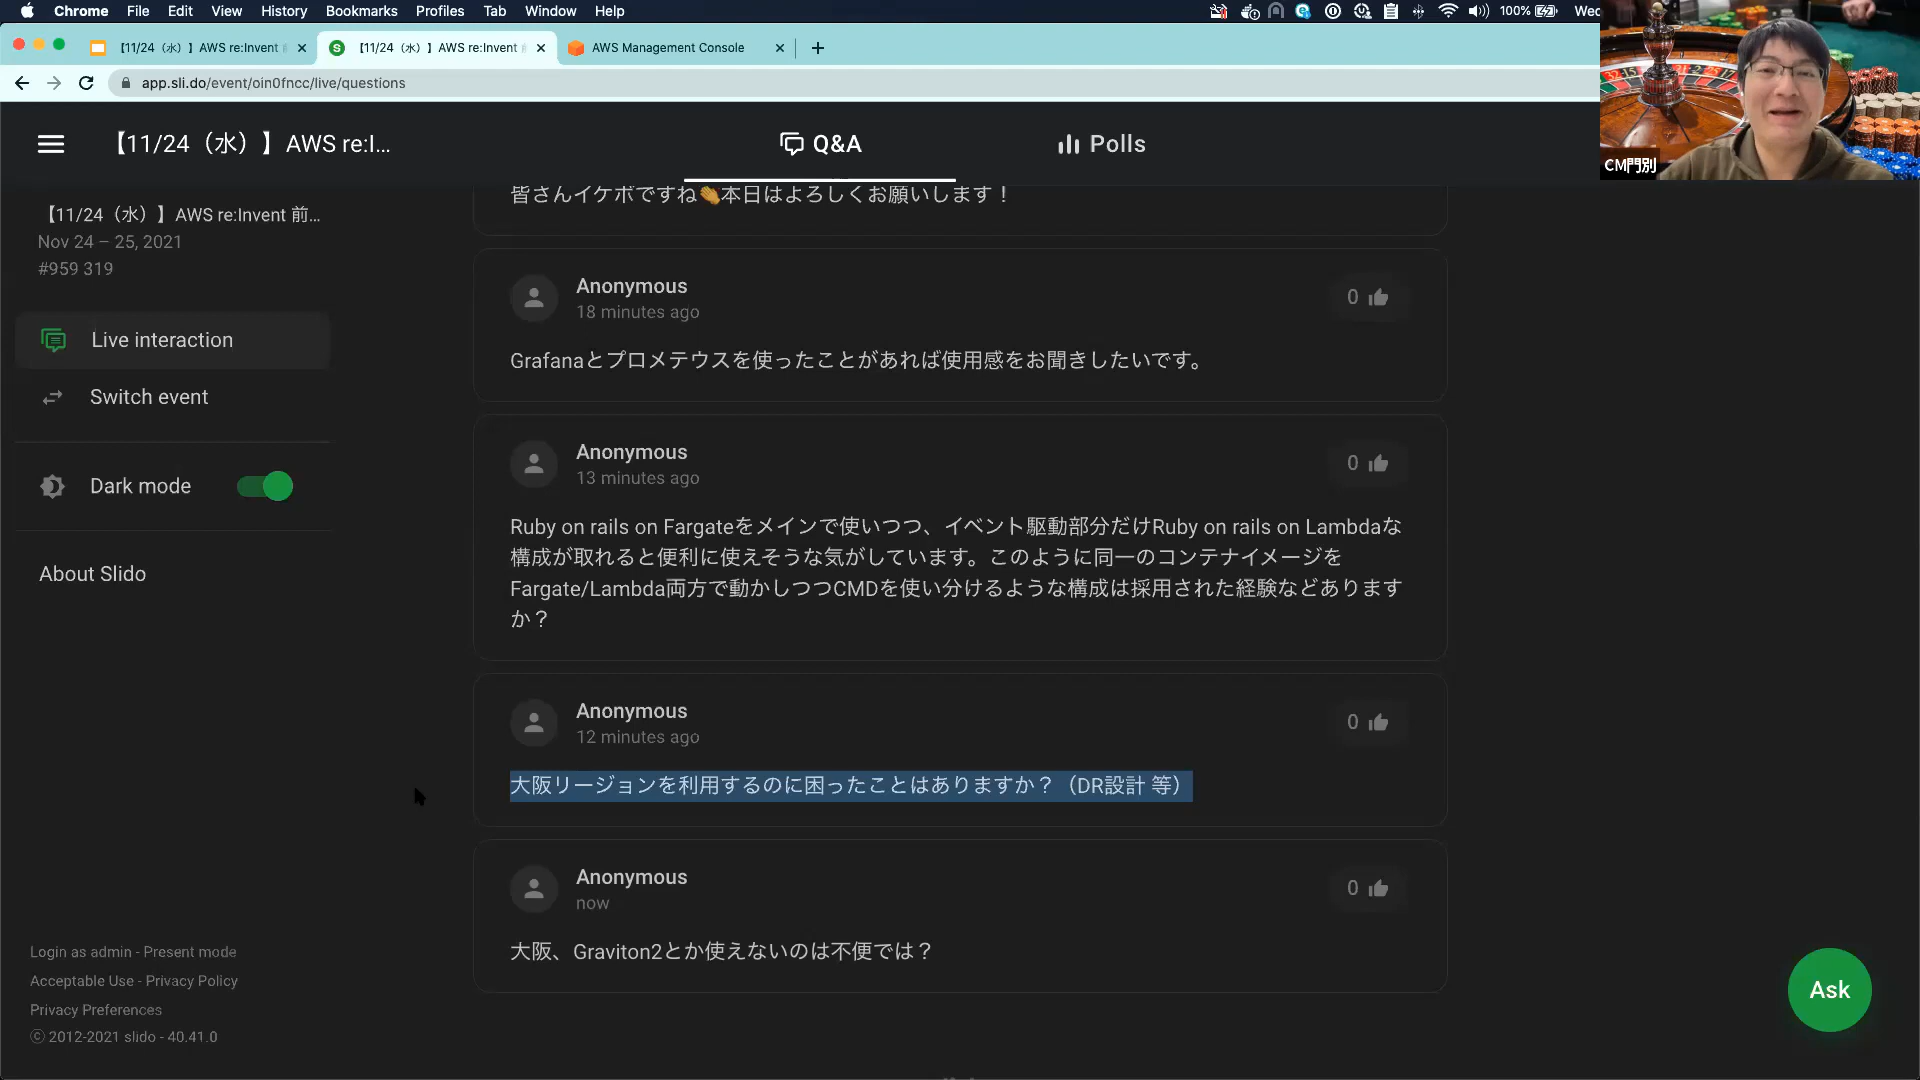 Chrome File Edit View History Bookmarks Profiles Tab Window Help
100%
【11/24（水）】AWS re:Invent
【11/24（水）】AWS re:Invent
AWS Management Console
app.sli.do/event/oin0fncc/live/questions
【11/24（水）】AWS re:I...
Q&A
Polls
CM門別
【11/24（水）】AWS re:Invent 前...
Nov 24 – 25, 2021
#959 319
Live interaction
Switch event
Dark mode
About Slido
Login as admin - Present mode
Acceptable Use - Privacy Policy
Privacy Preferences
© 2012-2021 slido - 40.41.0
皆さんイケボですね👏本日はよろしくお願いします！
Anonymous
18 minutes ago
0
Grafanaとプロメテウスを使ったことがあれば使用感をお聞きしたいです。
Anonymous
13 minutes ago
0
Ruby on rails on Fargateをメインで使いつつ、イベント駆動部分だけRuby on rails on Lambdaな
構成が取れると便利に使えそうな気がしています。このように同一のコンテナイメージを
Fargate/Lambda両方で動かしつつCMDを使い分けるような構成は採用された経験などあります
か？
Anonymous
12 minutes ago
0
大阪リージョンを利用するのに困ったことはありますか？（DR設計 等）
Anonymous
now
0
大阪、Graviton2とか使えないのは不便では？
Ask